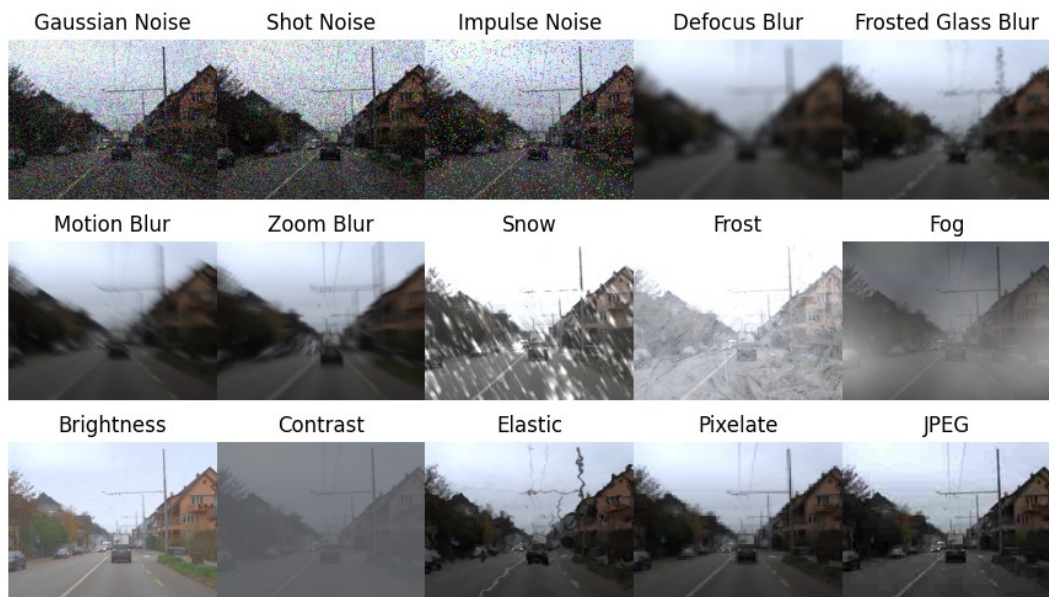 Gaussian Noise Shot Noise Impulse Noise Defocus Blur Frosted Glass Blur
Motion Blur Zoom Blur Snow Frost Fog
Brightness Contrast Elastic Pixelate JPEG